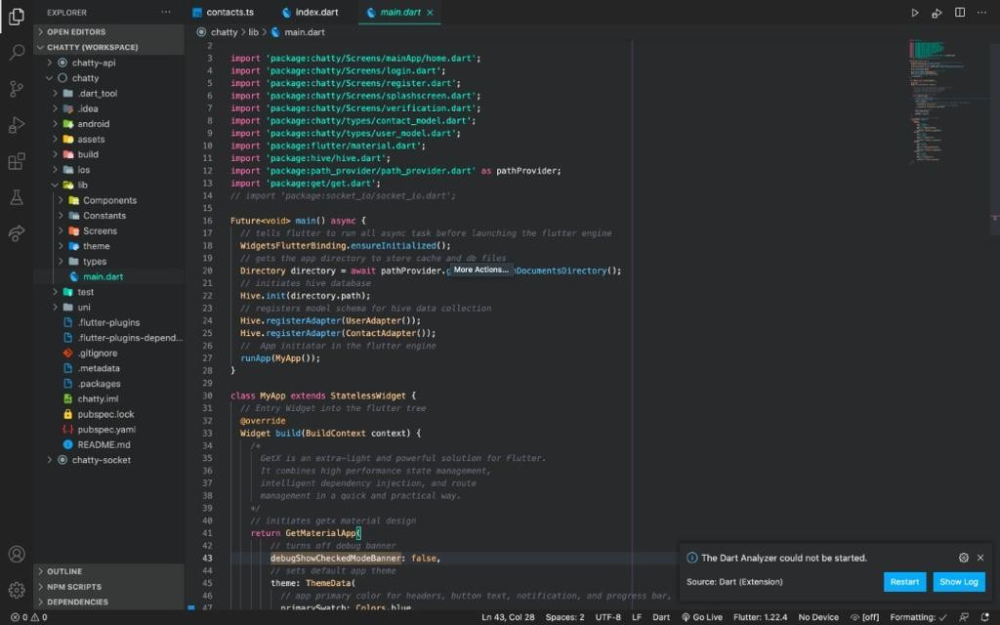 EXPLORER
contacts.ts
index.dart
main.dart
OPEN EDITORS
chatty > lib > main.dart
CHATTY (WORKSPACE)
chatty-api
chatty
.dart_tool
.idea
android
assets
build
ios
lib
Components
Constants
Screens
theme
types
main.dart
test
uni
.flutter-plugins
.flutter-plugins-depend...
.gitignore
.metadata
.packages
chatty.iml
pubspec.lock
pubspec.yaml
README.md
chatty-socket
OUTLINE
NPM SCRIPTS
DEPENDENCIES
2
3 import 'package:chatty/Screens/mainApp/home.dart';
4 import 'package:chatty/Screens/login.dart';
5 import 'package:chatty/Screens/register.dart';
6 import 'package:chatty/Screens/splashscreen.dart';
7 import 'package:chatty/Screens/verification.dart';
8 import 'package:chatty/types/contact_model.dart';
9 import 'package:chatty/types/user_model.dart';
10 import 'package:flutter/material.dart';
11 import 'package:hive/hive.dart';
12 import 'package:path_provider/path_provider.dart' as pathProvider;
13 import 'package:get/get.dart';
14 // import 'package:socket_io/socket_io.dart';
15
16 Future<void> main() async {
17 // tells flutter to run all async task before launching the flutter engine
18 WidgetsFlutterBinding.ensureInitialized();
19 // gets the app directory to store cache and db files
20 Directory directory = await pathProvider.g More Actions... nDocumentsDirectory();
21 // initiates hive database
22 Hive.init(directory.path);
23 // registers model schema for hive data collection
24 Hive.registerAdapter(UserAdapter());
25 Hive.registerAdapter(ContactAdapter());
26 //  App initiator in the flutter engine
27 runApp(MyApp());
28 }
29
30 class MyApp extends StatelessWidget {
31 // Entry Widget into the flutter tree
32 @override
33 Widget build(BuildContext context) {
34 /*
35 GetX is an extra-light and powerful solution for Flutter.
36 It combines high performance state management,
37 intelligent dependency injection, and route
38 management in a quick and practical way.
39 */
40 // initiates getx material design
41 return GetMaterialApp(
42 // turns off debug banner
43 debugShowCheckedModeBanner: false,
44 // sets default app theme
45 theme: ThemeData(
46 // app primary color for headers, button text, notification, and progress bar,
47 primarySwatch: Colors.blue,
The Dart Analyzer could not be started.
Source: Dart (Extension)
Restart
Show Log
0 0
Ln 43, Col 28
Spaces: 2
UTF-8
LF
Dart
Go Live
Flutter: 1.22.4
No Device
[off]
Formatting: ✓